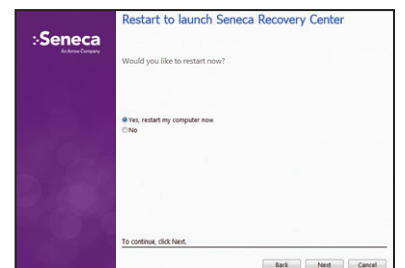 Restart to launch Seneca Recovery Center
:Seneca
An Arrow Company
Would you like to restart now?
Yes, restart my computer now
No
To continue, click Next.
Back
Next
Cancel